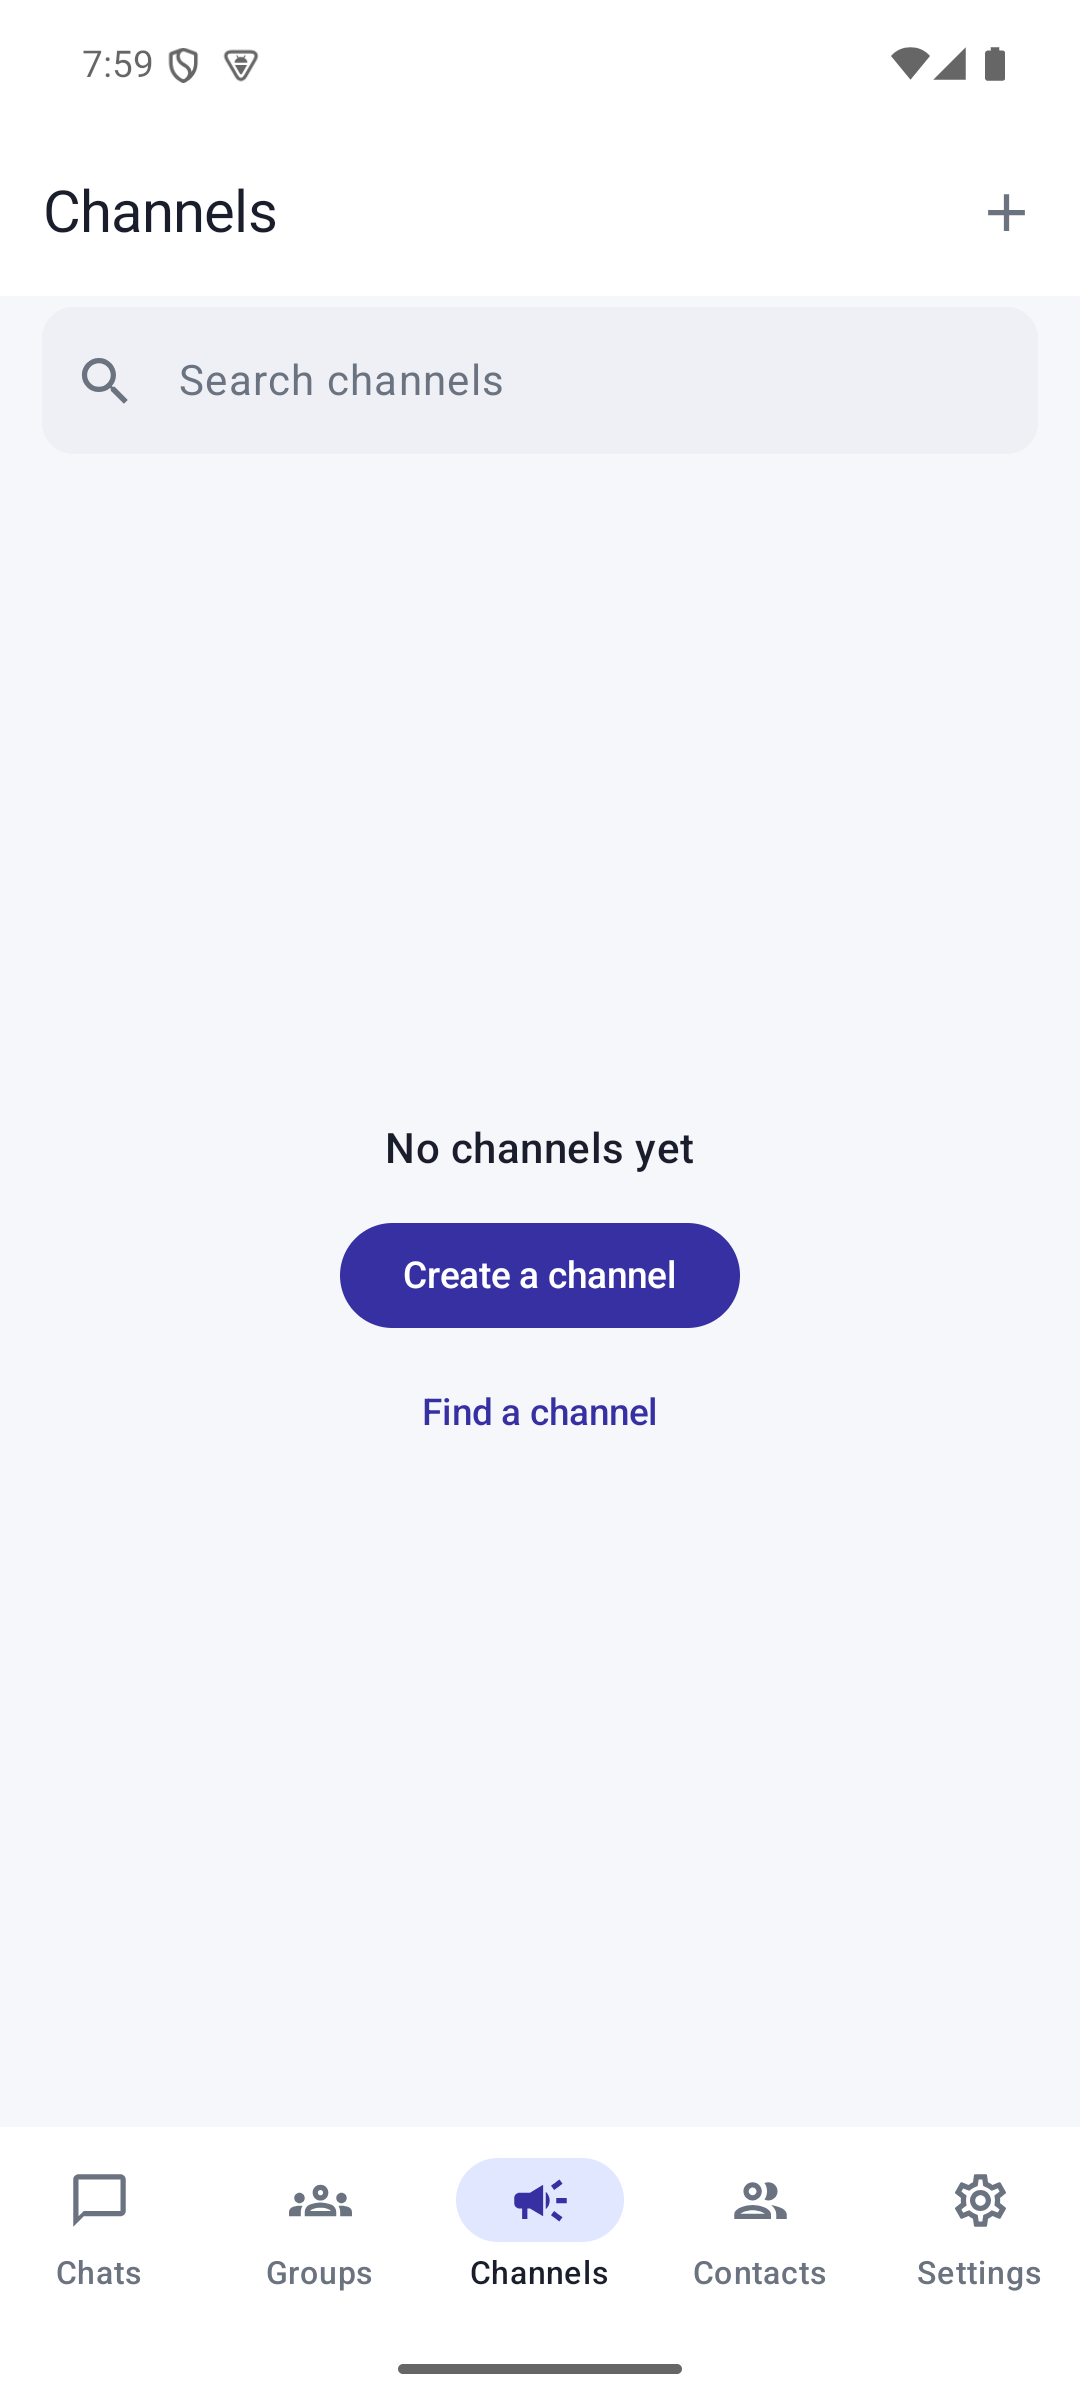 7:59
Channels
Search channels
No channels yet
Create a channel
Find a channel
Chats
Groups
Channels
Contacts
Settings